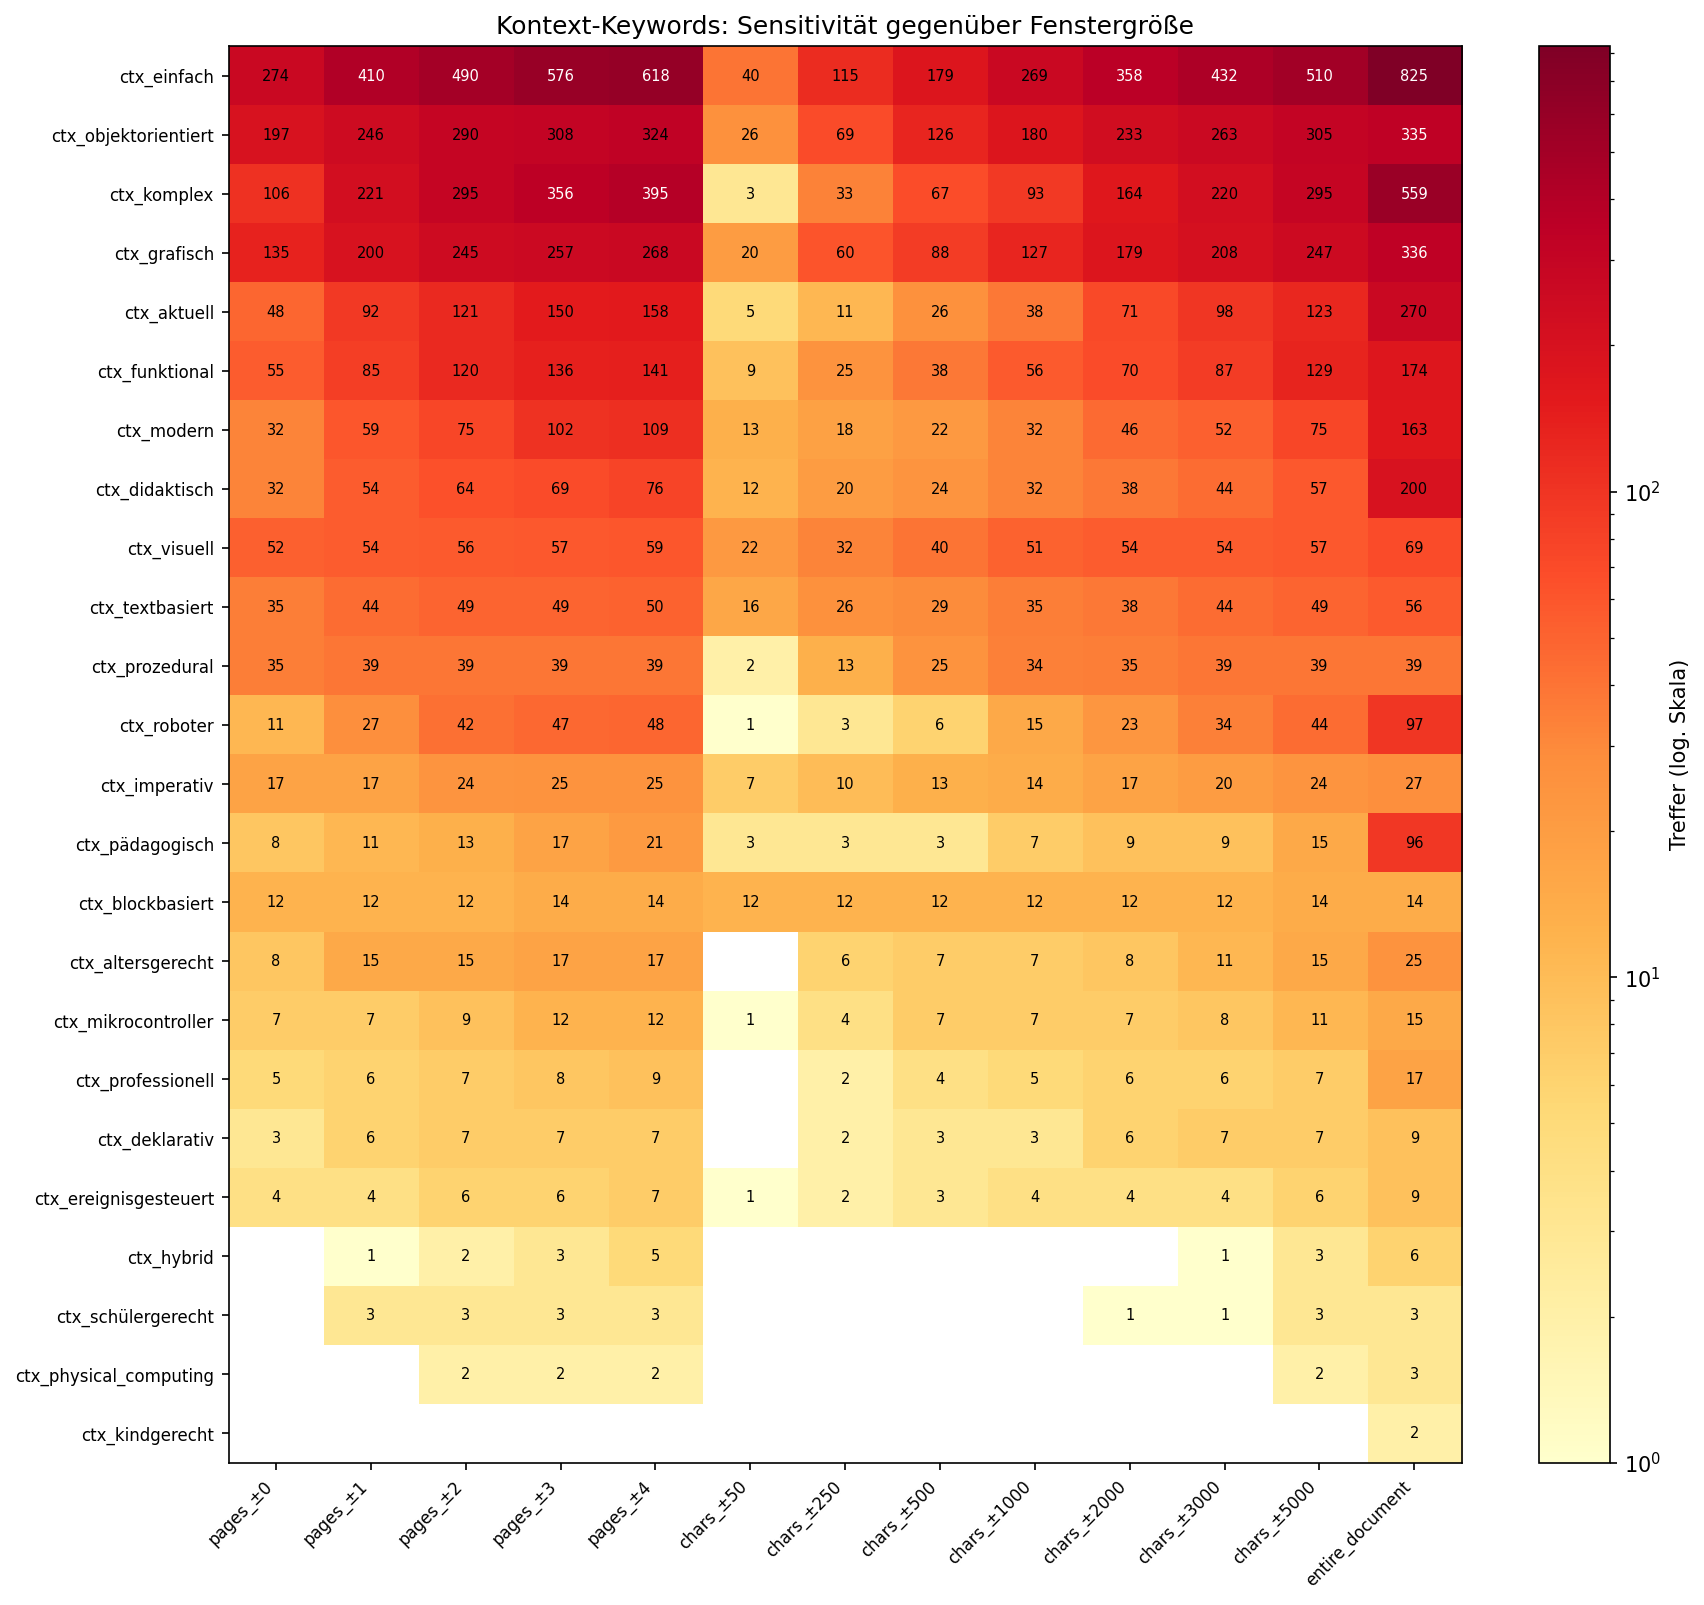 Kontext-Keywords: Sensitivität gegenüber Fenstergröße
ctx_einfach 274 410 490 576 618 40 115 179 269 358 432 510 825
ctx_objektorientiert 197 246 290 308 324 26 69 126 180 233 263 305 335
ctx_komplex 106 221 295 356 395 3 33 67 93 164 220 295 559
ctx_grafisch 135 200 245 257 268 20 60 88 127 179 208 247 336
ctx_aktuell 48 92 121 150 158 5 11 26 38 71 98 123 270
ctx_funktional 55 85 120 136 141 9 25 38 56 70 87 129 174
ctx_modern 32 59 75 102 109 13 18 22 32 46 52 75 163
ctx_didaktisch 32 54 64 69 76 12 20 24 32 38 44 57 200
ctx_visuell 52 54 56 57 59 22 32 40 51 54 54 57 69
ctx_textbasiert 35 44 49 49 50 16 26 29 35 38 44 49 56
ctx_prozedural 35 39 39 39 39 2 13 25 34 35 39 39 39
ctx_roboter 11 27 42 47 48 1 3 6 15 23 34 44 97
ctx_imperativ 17 17 24 25 25 7 10 13 14 17 20 24 27
ctx_pädagogisch 8 11 13 17 21 3 3 3 7 9 9 15 96
ctx_blockbasiert 12 12 12 14 14 12 12 12 12 12 12 14 14
ctx_altersgerecht 8 15 15 17 17 6 7 7 8 11 15 25
ctx_mikrocontroller 7 7 9 12 12 1 4 7 7 7 8 11 15
ctx_professionell 5 6 7 8 9 2 4 5 6 6 7 17
ctx_deklarativ 3 6 7 7 7 2 3 3 6 7 7 9
ctx_ereignisgesteuert 4 4 6 6 7 1 2 3 4 4 4 6 9
ctx_hybrid 1 2 3 5 1 3 6
ctx_schülergerecht 3 3 3 3 1 1 3 3
ctx_physical_computing 2 2 2 2 3
ctx_kindgerecht 2
pages_±0 pages_±1 pages_±2 pages_±3 pages_±4 chars_±50 chars_±250 chars_±500 chars_±1000 chars_±2000 chars_±3000 chars_±5000 entire_document
10²
10¹
10⁰
Treffer (log. Skala)